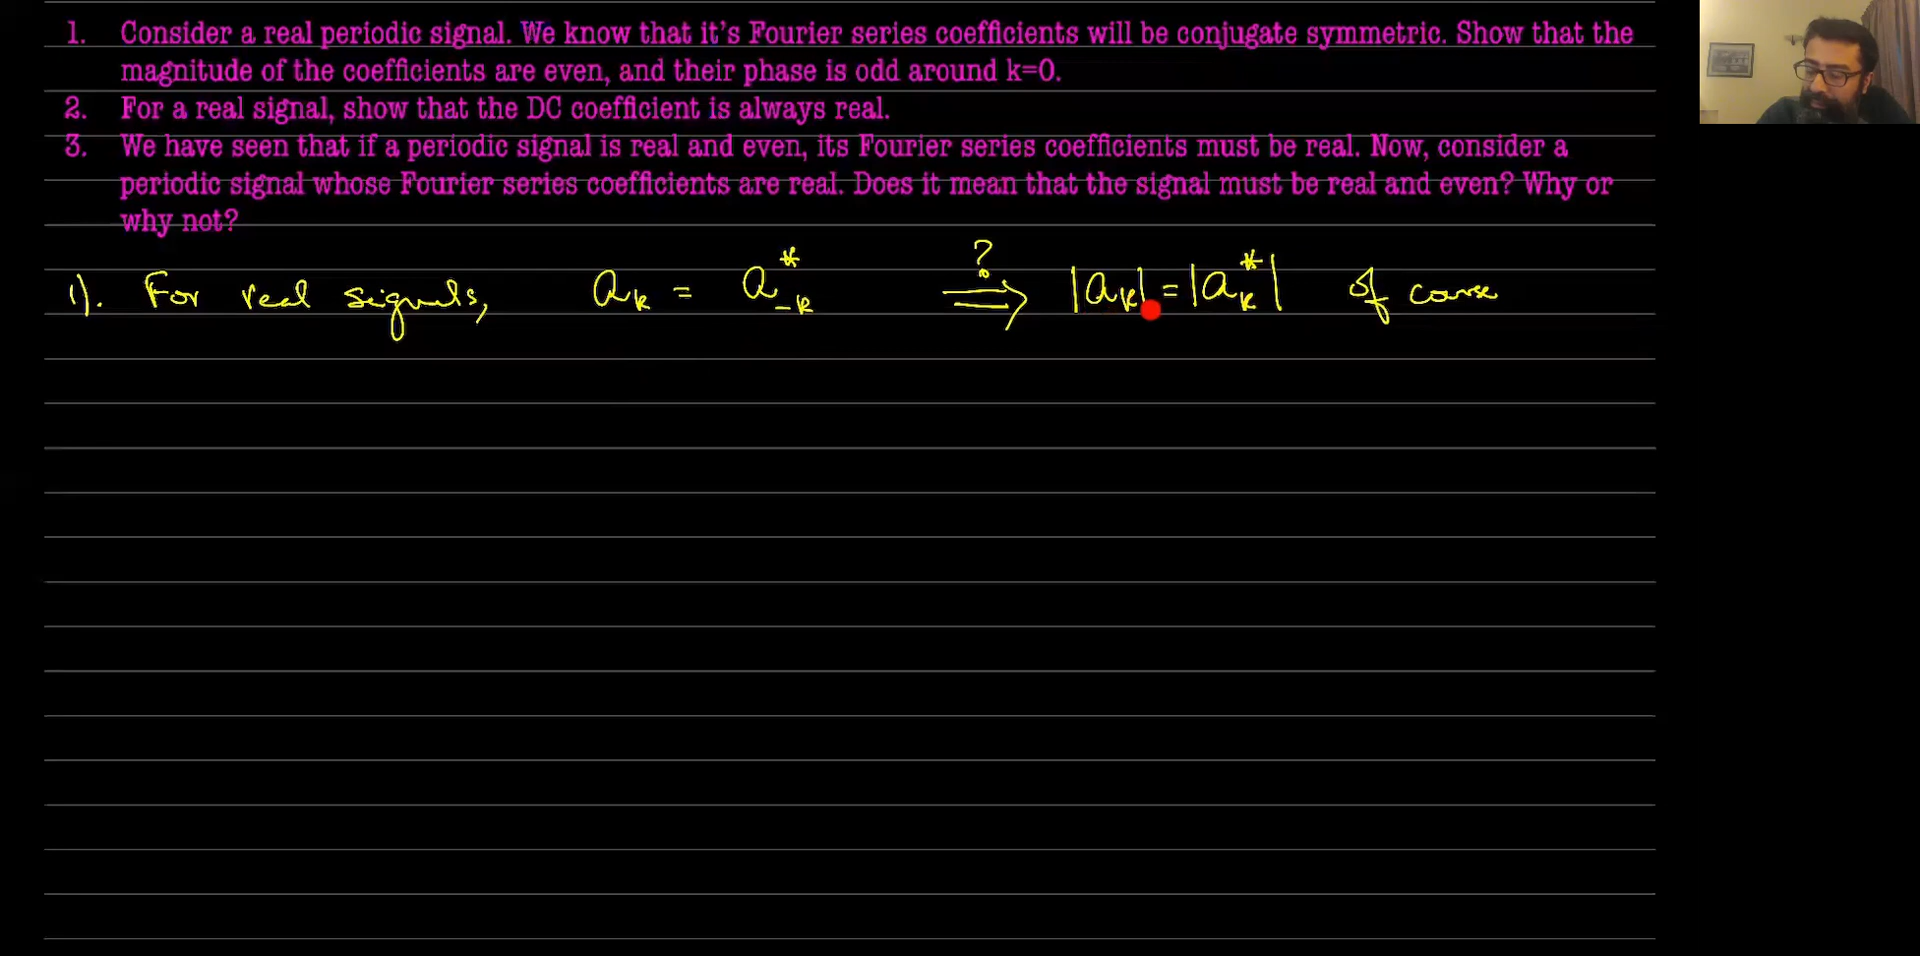 1. Consider a real periodic signal. We know that it's Fourier series coefficients will be conjugate symmetric. Show that the
magnitude of the coefficients are even, and their phase is odd around k=0.
2. For a real signal, show that the DC coefficient is always real.
3. We have seen that if a periodic signal is real and even, its Fourier series coefficients must be real. Now, consider a
periodic signal whose Fourier series coefficients are real. Does it mean that the signal must be real and even? Why or
why not?
1). For real signals, a_k = a_{-k}^* ?⟹ |a_k| = |a_k^*| of course